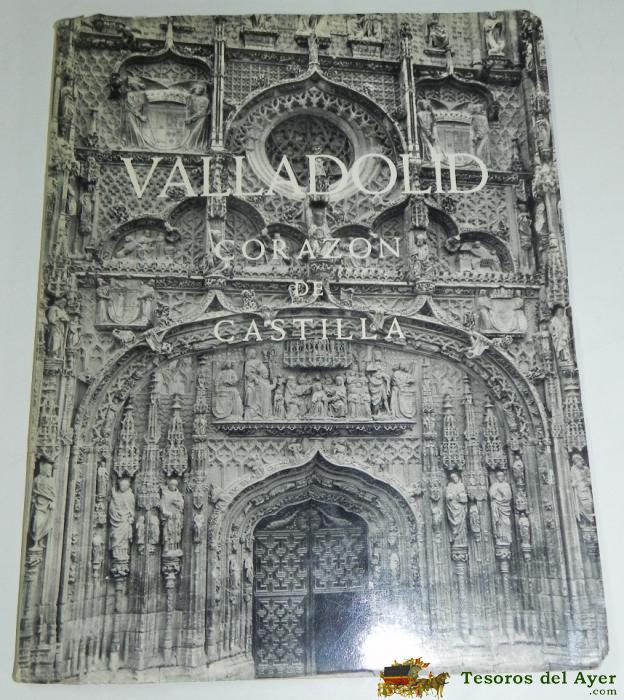 VALLADOLID
CORAZON
DE
CASTILLA
Tesoros del Ayer
.com